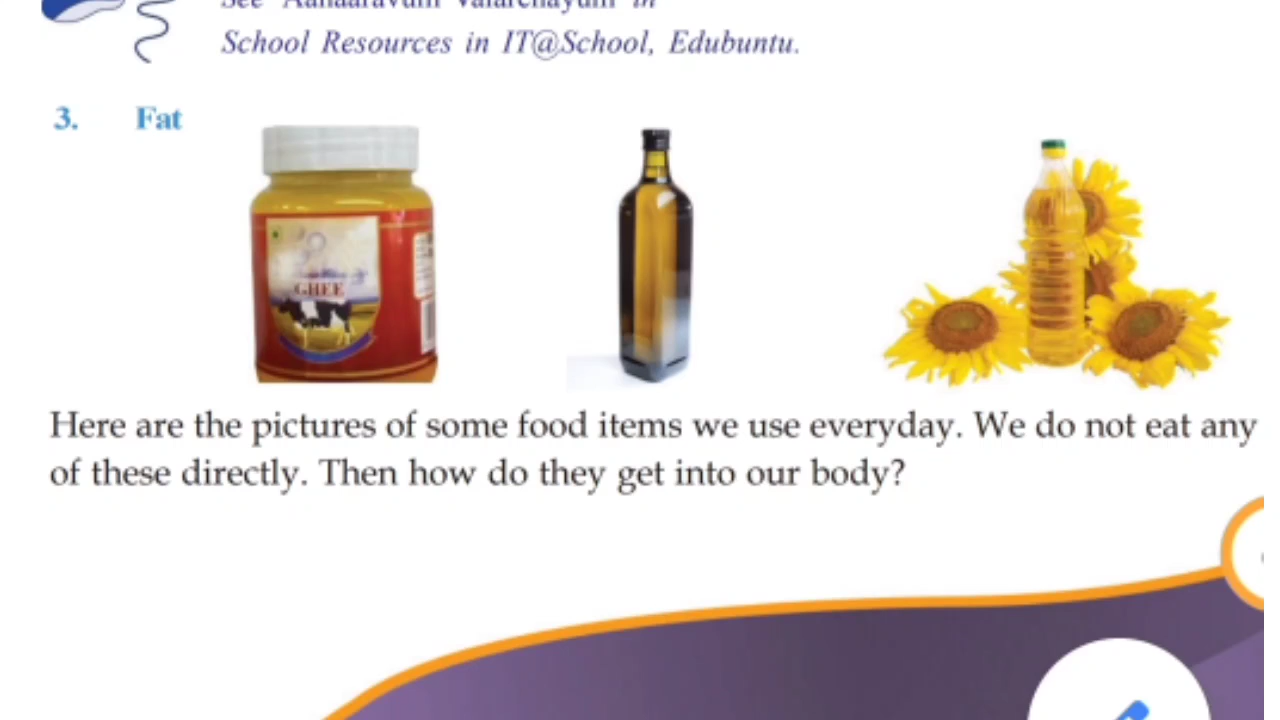 School Resources in IT@School, Edubuntu.
3. Fat
GHEE
Here are the pictures of some food items we use everyday. We do not eat any
of these directly. Then how do they get into our body?